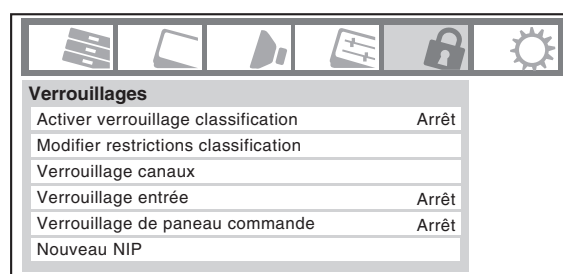 Verrouillages
Activer verrouillage classification Arrêt
Modifier restrictions classification
Verrouillage canaux
Verrouillage entrée Arrêt
Verrouillage de paneau commande Arrêt
Nouveau NIP